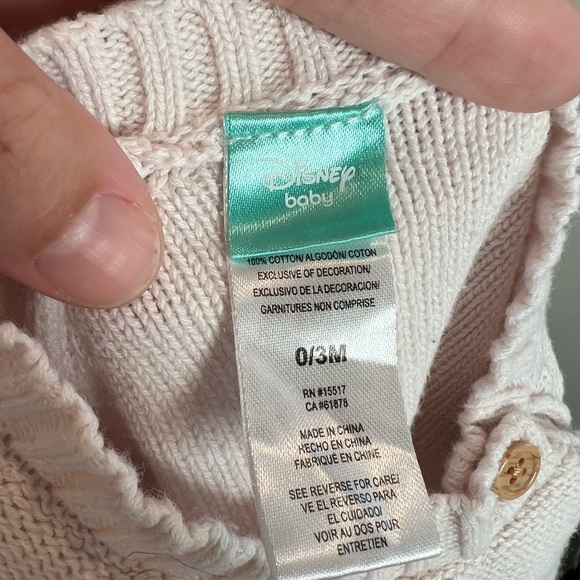 Disney
baby
100% COTTON/ ALGODÓN/ COTON
EXCLUSIVE OF DECORATION/
EXCLUSIVO DE LA DECORACION/
GARNITURES NON COMPRISE
0/3M
RN #15517
CA #61878
MADE IN CHINA
HECHO EN CHINA
FABRIQUÉ EN CHINE
SEE REVERSE FOR CARE/
VE EL REVERSO PARA
EL CUIDADO/
VOIR AU DOS POUR
ENTRETIEN